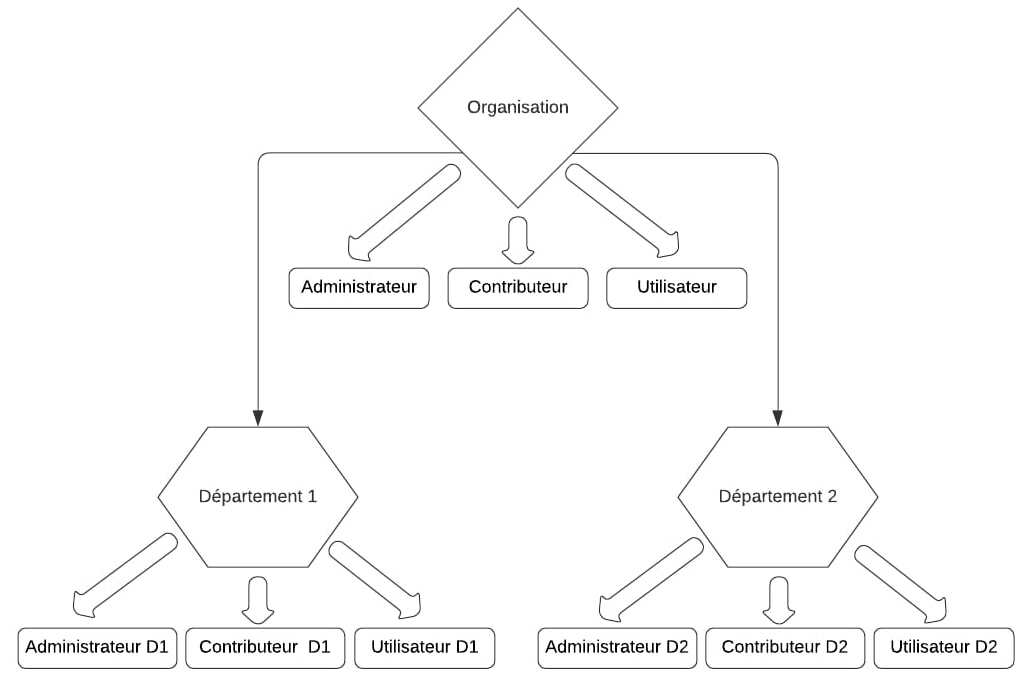 Organisation
Administrateur
Contributeur
Utilisateur
Département 1
Département 2
Administrateur D1
Contributeur D1
Utilisateur D1
Administrateur D2
Contributeur D2
Utilisateur D2